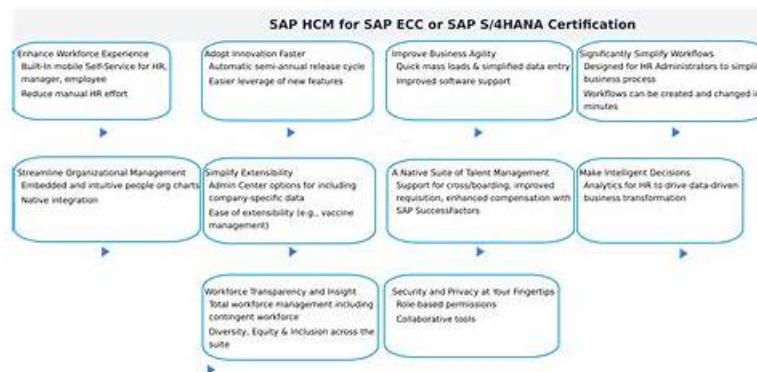 SAP HCM for SAP ECC or SAP S/4HANA Certification
Enhance Workforce Experience
Built-In mobile Self-Service for HR,
manager, employee
Reduce manual HR effort
Adopt Innovation Faster
Automatic semi-annual release cycle
Easier leverage of new features
Improve Business Agility
Quick mass loads & simplified data entry
Improved software support
Significantly Simplify Workflows
Designed for HR Administrators to simpli
business process
Workflows can be created and changed i
minutes
Streamline Organizational Management
Embedded and intuitive people org charts
Native integration
Simplify Extensibility
Admin Center options for including
company-specific data
Ease of extensibility (e.g., vaccine
management)
A Native Suite of Talent Management
Support for cross/boarding, improved
requisition, enhanced compensation with
SAP SuccessFactors
Make Intelligent Decisions
Analytics for HR to drive data-driven
business transformation
Workforce Transparency and Insight
Total workforce management including
contingent workforce
Diversity, Equity & Inclusion across the
suite
Security and Privacy at Your Fingertips
Role-based permissions
Collaborative tools